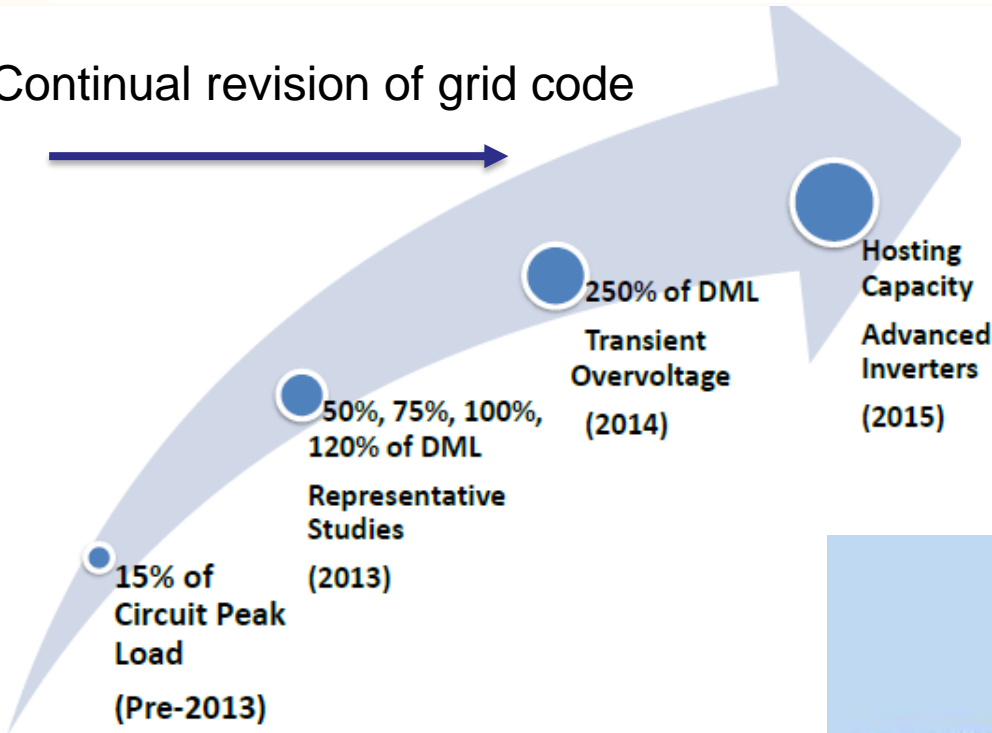 Continual revision of grid code
15% of
Circuit Peak
Load
(Pre-2013)
50%, 75%, 100%,
120% of DML
Representative
Studies
(2013)
250% of DML
Transient
Overvoltage
(2014)
Hosting
Capacity
Advanced
Inverters
(2015)